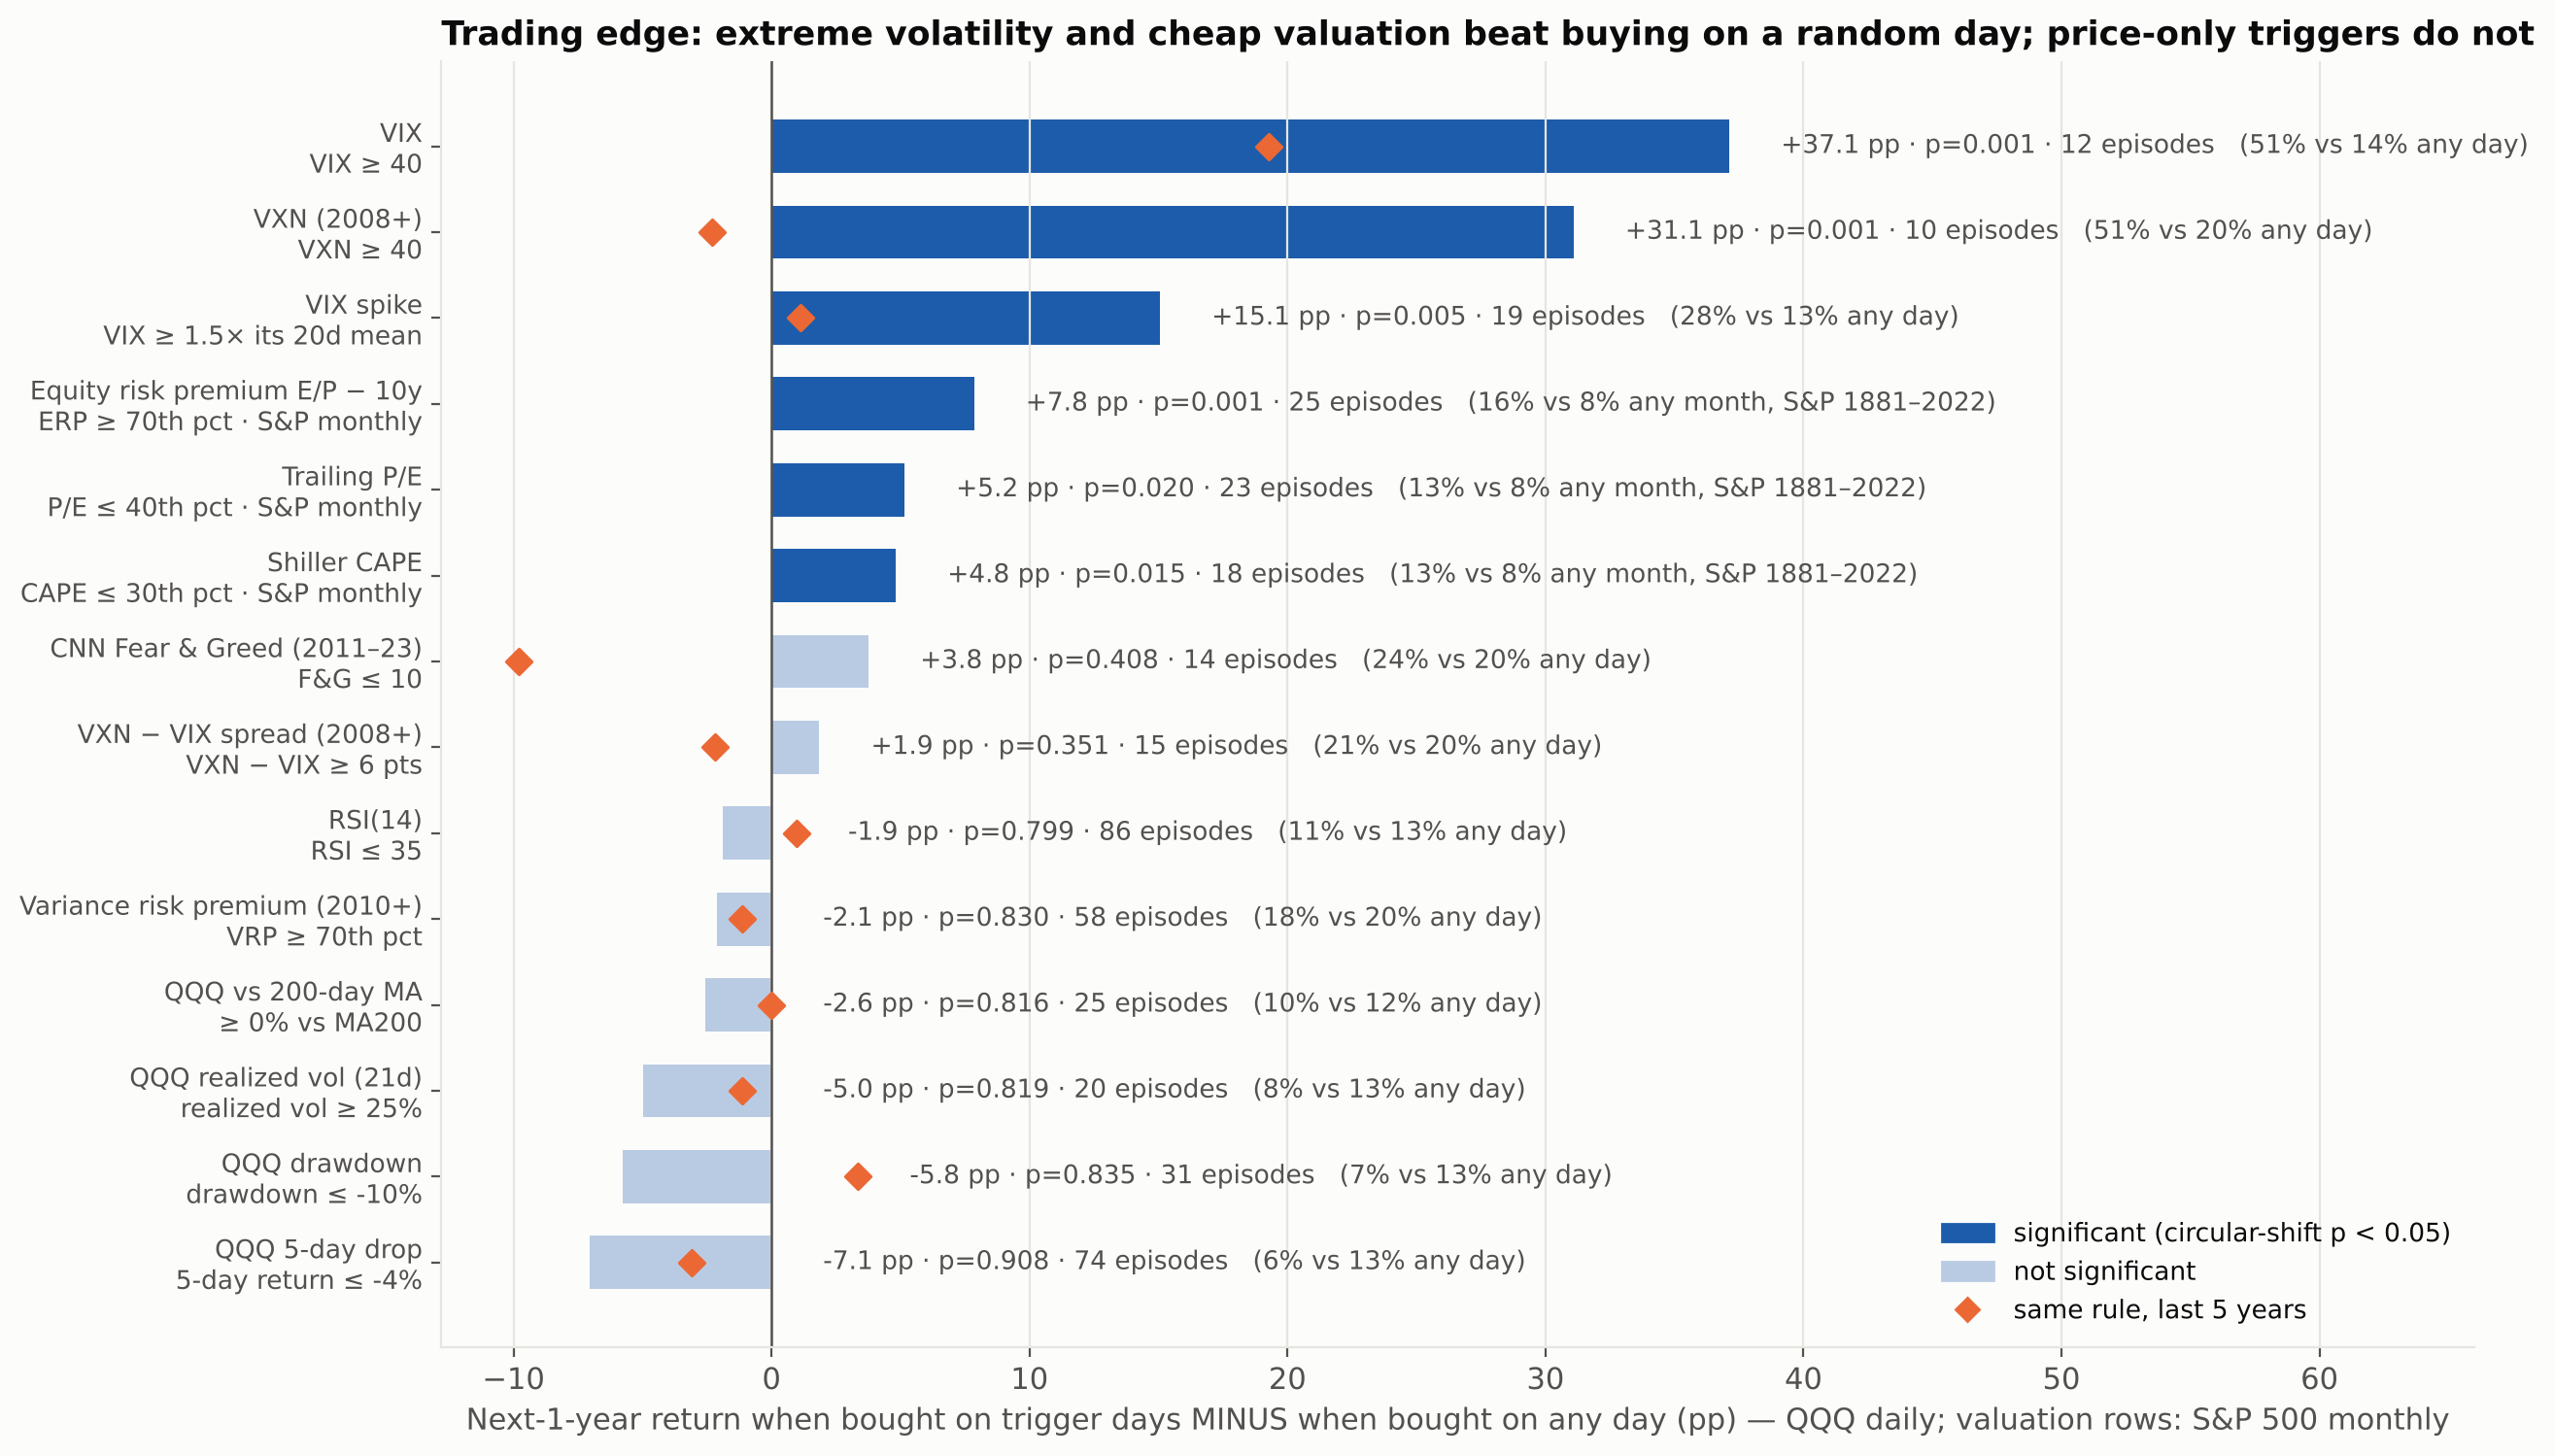 Trading edge: extreme volatility and cheap valuation beat buying on a random day; price-only triggers do not
VIX
VIX ≥ 40
+37.1 pp · p=0.001 · 12 episodes (51% vs 14% any day)
VXN (2008+)
VXN ≥ 40
+31.1 pp · p=0.001 · 10 episodes (51% vs 20% any day)
VIX spike
VIX ≥ 1.5× its 20d mean
+15.1 pp · p=0.005 · 19 episodes (28% vs 13% any day)
Equity risk premium E/P − 10y
ERP ≥ 70th pct · S&P monthly
+7.8 pp · p=0.001 · 25 episodes (16% vs 8% any month, S&P 1881–2022)
Trailing P/E
P/E ≤ 40th pct · S&P monthly
+5.2 pp · p=0.020 · 23 episodes (13% vs 8% any month, S&P 1881–2022)
Shiller CAPE
CAPE ≤ 30th pct · S&P monthly
+4.8 pp · p=0.015 · 18 episodes (13% vs 8% any month, S&P 1881–2022)
CNN Fear & Greed (2011–23)
F&G ≤ 10
+3.8 pp · p=0.408 · 14 episodes (24% vs 20% any day)
VXN − VIX spread (2008+)
VXN − VIX ≥ 6 pts
+1.9 pp · p=0.351 · 15 episodes (21% vs 20% any day)
RSI(14)
RSI ≤ 35
-1.9 pp · p=0.799 · 86 episodes (11% vs 13% any day)
Variance risk premium (2010+)
VRP ≥ 70th pct
-2.1 pp · p=0.830 · 58 episodes (18% vs 20% any day)
QQQ vs 200-day MA
≥ 0% vs MA200
-2.6 pp · p=0.816 · 25 episodes (10% vs 12% any day)
QQQ realized vol (21d)
realized vol ≥ 25%
-5.0 pp · p=0.819 · 20 episodes (8% vs 13% any day)
QQQ drawdown
drawdown ≤ -10%
-5.8 pp · p=0.835 · 31 episodes (7% vs 13% any day)
QQQ 5-day drop
5-day return ≤ -4%
-7.1 pp · p=0.908 · 74 episodes (6% vs 13% any day)
significant (circular-shift p < 0.05)
not significant
same rule, last 5 years
−10 0 10 20 30 40 50 60
Next-1-year return when bought on trigger days MINUS when bought on any day (pp) — QQQ daily; valuation rows: S&P 500 monthly